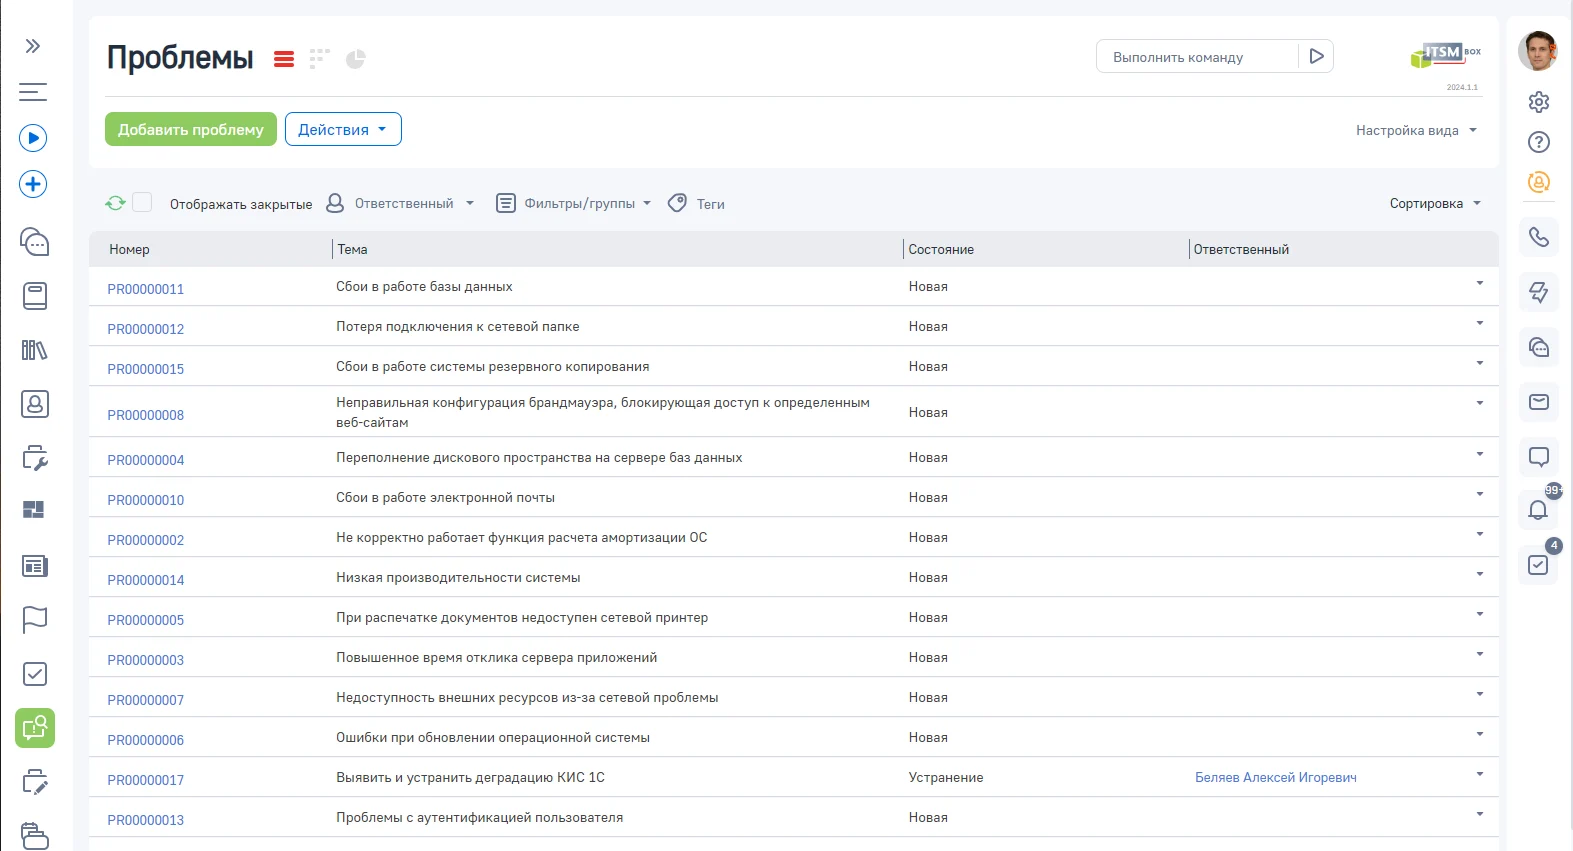 Проблемы
Выполнить команду
ITSM BOX
2024.1.1
Добавить проблему
Действия
Настройка вида
Отображать закрытые
Ответственный
Фильтры/группы
Теги
Сортировка
Номер Тема Состояние Ответственный
PR00000011 Сбои в работе базы данных Новая
PR00000012 Потеря подключения к сетевой папке Новая
PR00000015 Сбои в работе системы резервного копирования Новая
PR00000008 Неправильная конфигурация брандмауэра, блокирующая доступ к определенным
веб-сайтам Новая
PR00000004 Переполнение дискового пространства на сервере баз данных Новая
PR00000010 Сбои в работе электронной почты Новая
PR00000002 Не корректно работает функция расчета амортизации ОС Новая
PR00000014 Низкая производительности системы Новая
PR00000005 При распечатке документов недоступен сетевой принтер Новая
PR00000003 Повышенное время отклика сервера приложений Новая
PR00000007 Недоступность внешних ресурсов из-за сетевой проблемы Новая
PR00000006 Ошибки при обновлении операционной системы Новая
PR00000017 Выявить и устранить деградацию КИС 1С Устранение Беляев Алексей Игоревич
PR00000013 Проблемы с аутентификацией пользователя Новая
99+
4